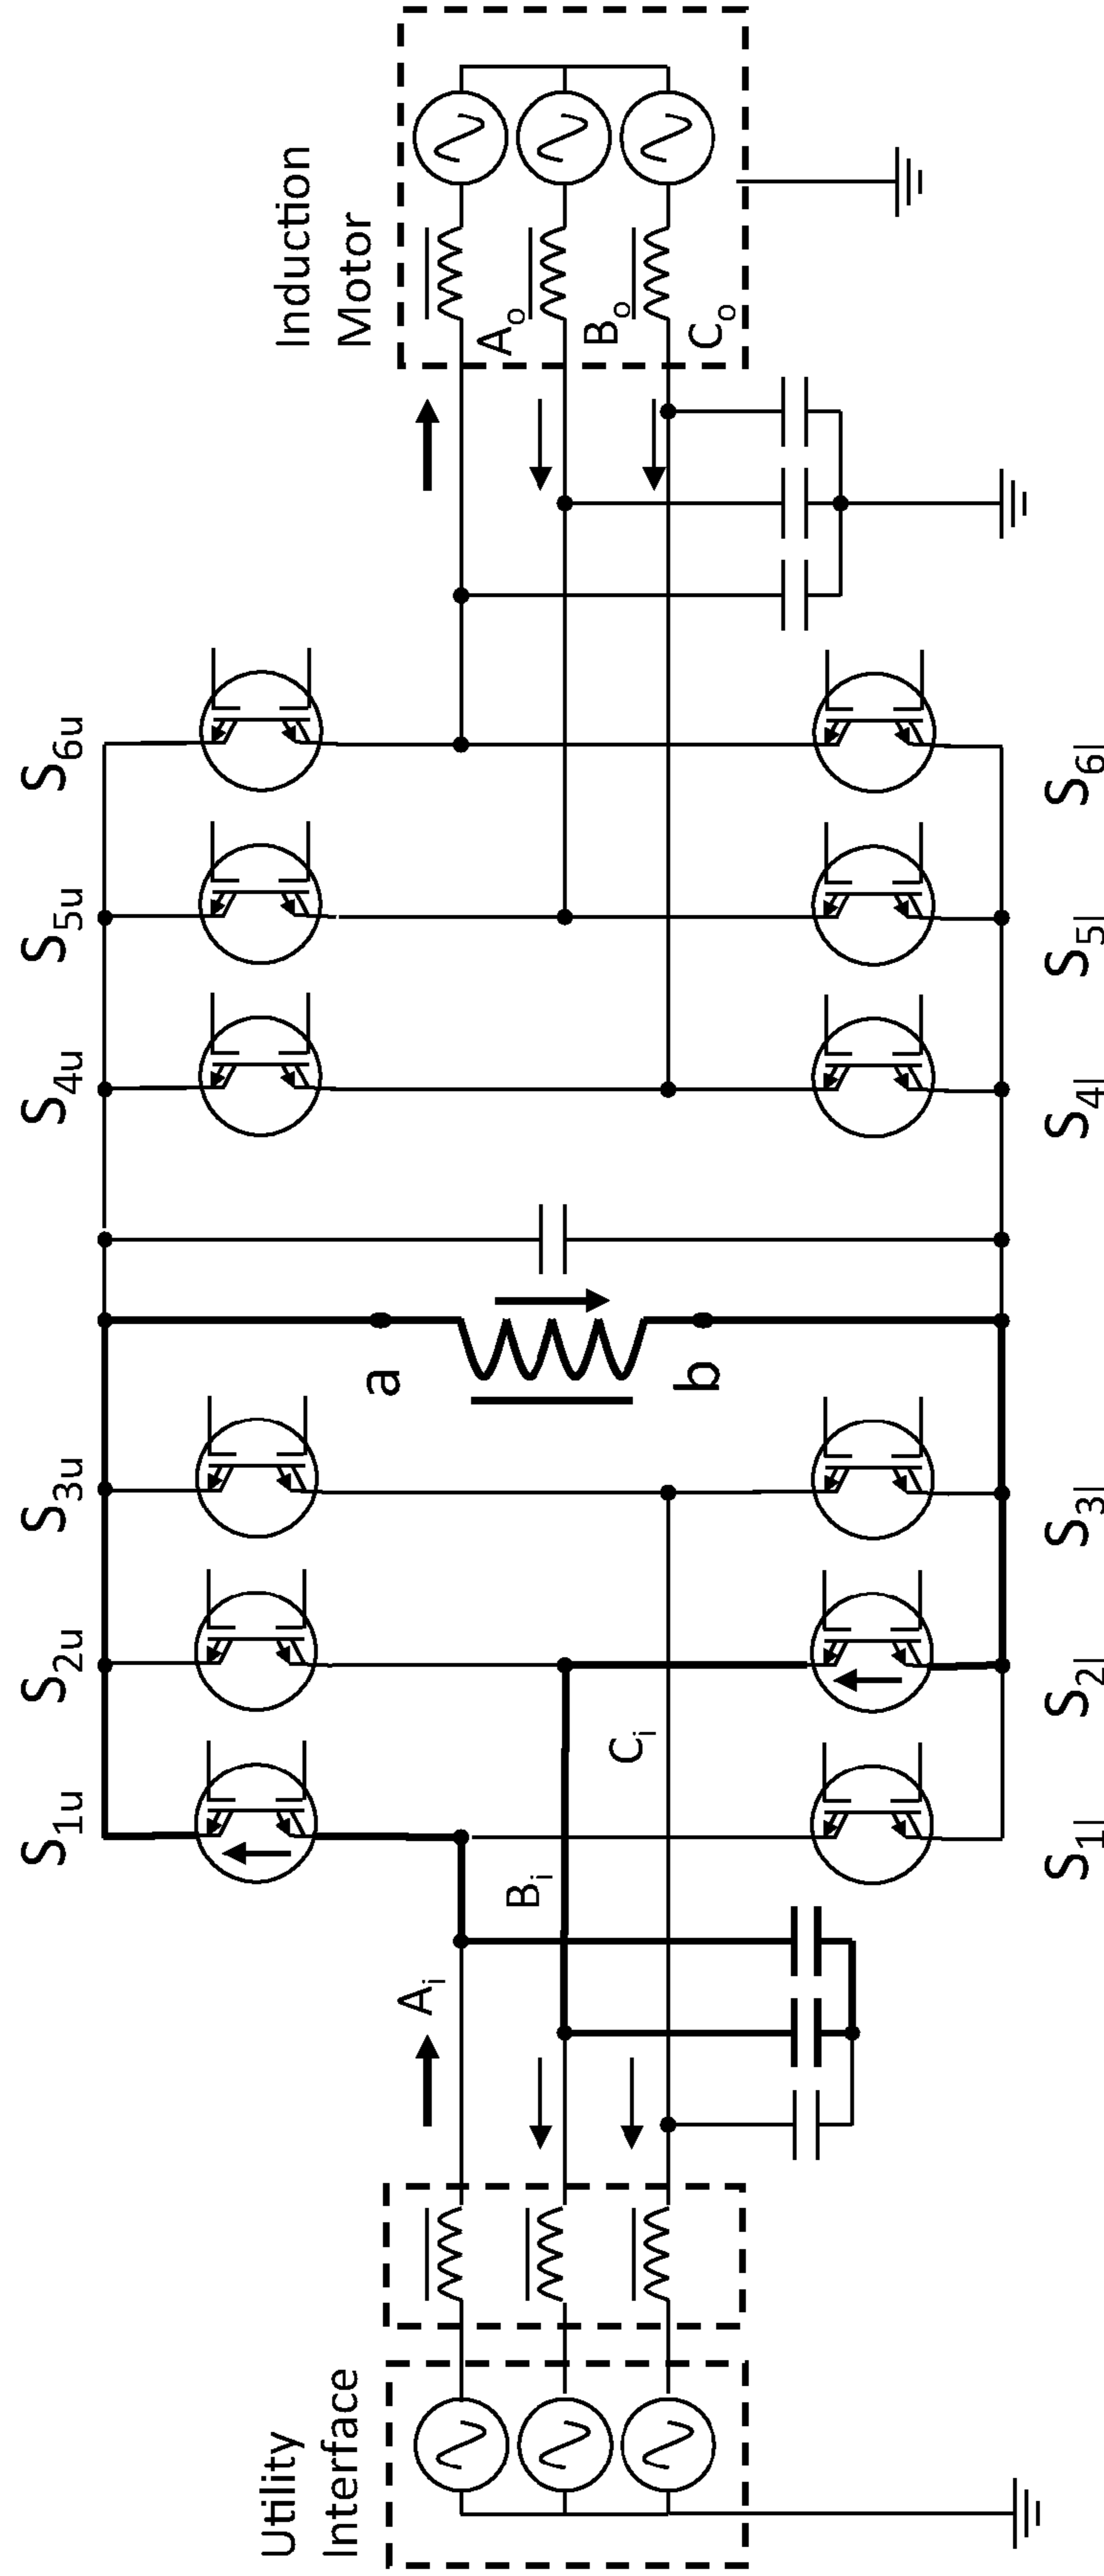 Utility
Interface
Induction
Motor
S1u
S2u
S3u
S4u
S5u
S6u
a
b
Ai
Bi
Ci
Ao
Bo
Co
S1l
S2l
S3l
S4l
S5l
S6l